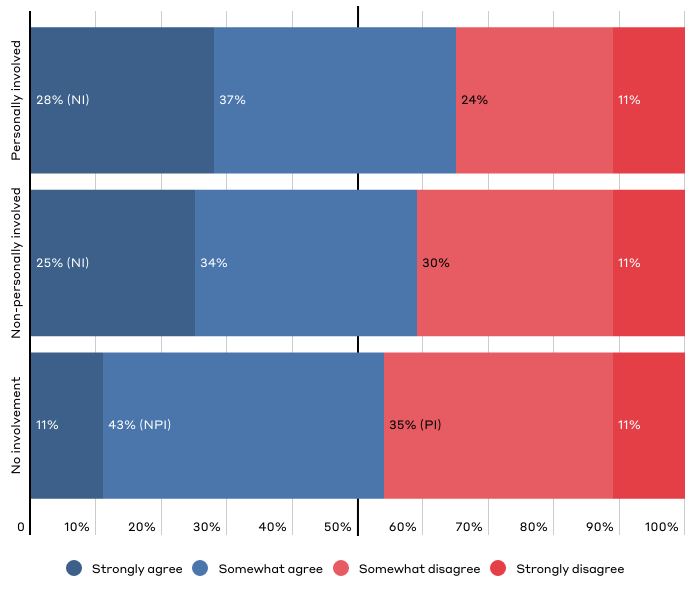 Personally involved
28% (NI)
37%
24%
11%
Non-personally involved
25% (NI)
34%
30%
11%
No involvement
11%
43% (NPI)
35% (PI)
11%
0 10% 20% 30% 40% 50% 60% 70% 80% 90% 100%
Strongly agree Somewhat agree Somewhat disagree Strongly disagree